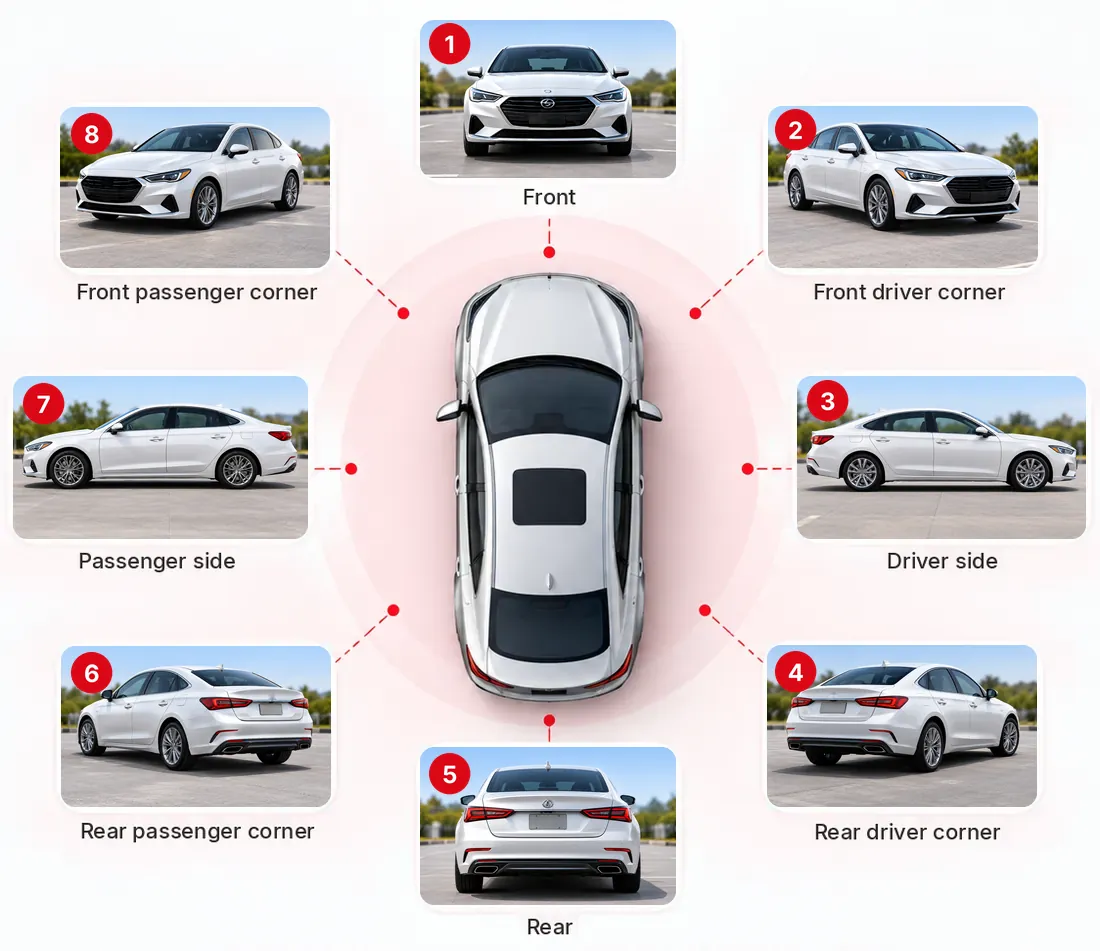 1
Front
2
Front driver corner
3
Driver side
4
Rear driver corner
5
Rear
6
Rear passenger corner
7
Passenger side
8
Front passenger corner